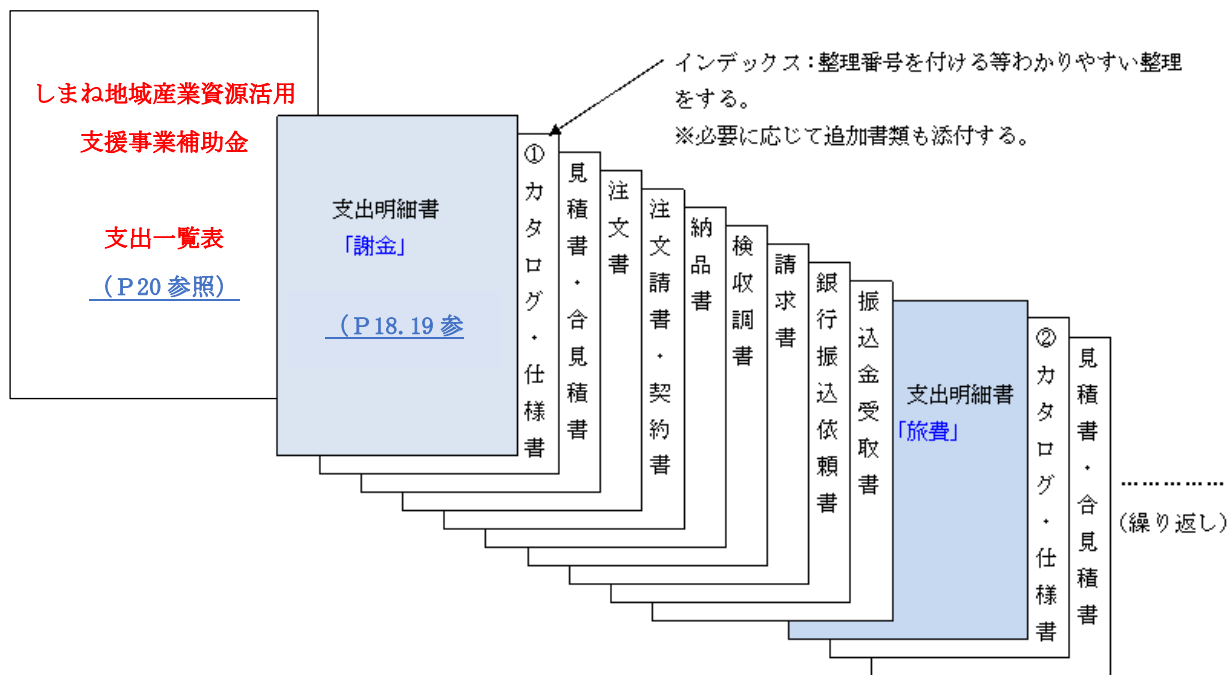 しまね地域産業資源活用
支援事業補助金
支出一覧表
(P20 参照)
インデックス：整理番号を付ける等わかりやすい整理
をする。
※必要に応じて追加書類も添付する。
支出明細書
「謝金」
(P18.19 参
①カタログ・仕様書
見積書・合見積書
注文書
注文請書・契約書
納品書
検収調書
請求書
銀行振込依頼書
振込金受取書
支出明細書
「旅費」
②カタログ・仕様書
見積書・合見積書
……………
(繰り返し)